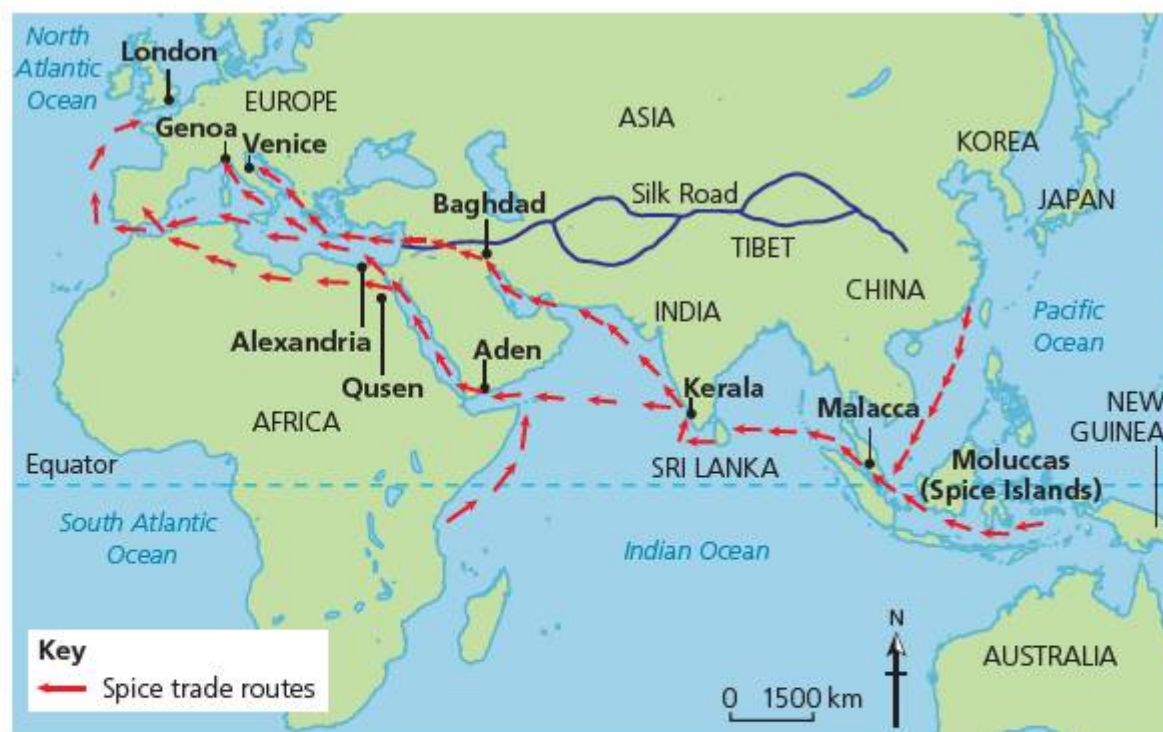 North
Atlantic
Ocean
London
EUROPE
Genoa
Venice
ASIA
KOREA
JAPAN
Silk Road
Baghdad
TIBET
CHINA
INDIA
Pacific
Ocean
Alexandria
Qusen
Aden
Kerala
Malacca
NEW
GUINEA
AFRICA
Equator
SRI LANKA
Moluccas
(Spice Islands)
South Atlantic
Ocean
Indian Ocean
N
AUSTRALIA
Key
Spice trade routes
0 1500 km